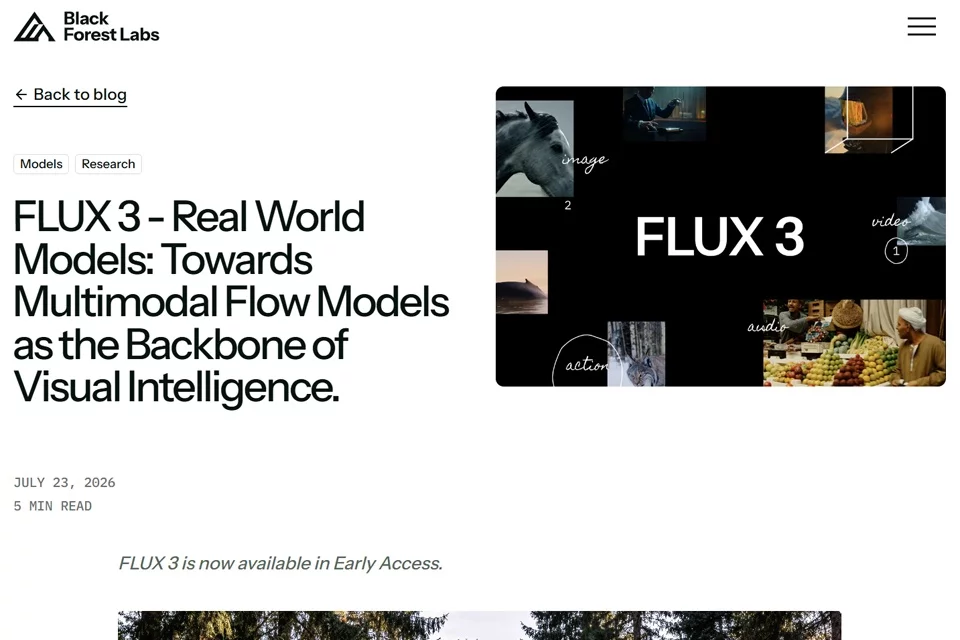 Black
Forest Labs
← Back to blog
Models
Research
FLUX 3 - Real World
Models: Towards
Multimodal Flow Models
as the Backbone of
Visual Intelligence.
image
2
FLUX 3
video
1
audio
action
JULY 23, 2026
5 MIN READ
FLUX 3 is now available in Early Access.